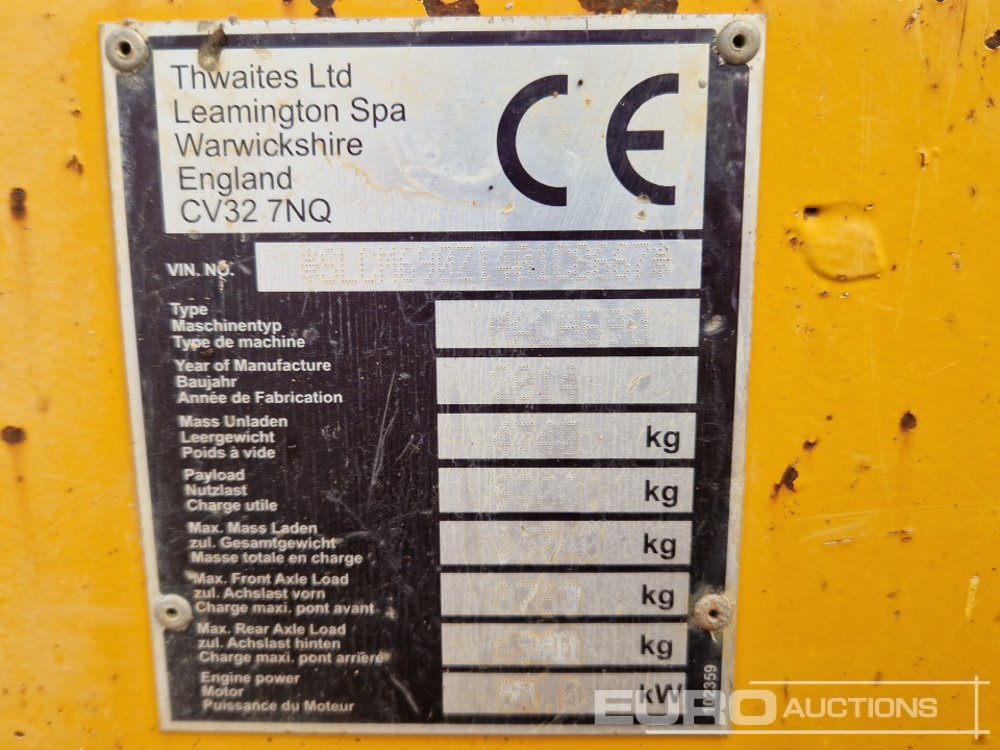 Thwaites Ltd
Leamington Spa
Warwickshire
England
CV32 7NQ
CE
VIN. NO.
Type
Maschinentyp
Type de machine
Year of Manufacture
Baujahr
Année de Fabrication
Mass Unladen
Leergewicht
Poids à vide
kg
Payload
Nutzlast
Charge utile
kg
Max. Mass Laden
zul. Gesamtgewicht
Masse totale en charge
kg
Max. Front Axle Load
zul. Achslast vorn
Charge maxi. pont avant
kg
Max. Rear Axle Load
zul. Achslast hinten
Charge maxi. pont arrière
kg
Engine power
Motor
Puissance du Moteur
kW
102359
EURO AUCTIONS